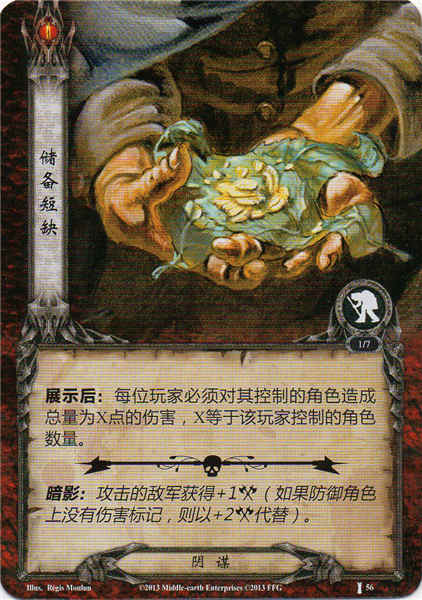 储备短缺
1/7
展示后：每位玩家必须对其控制的角色造成
总量为X点的伤害，X等于该玩家控制的角色
数量。
暗影：攻击的敌军获得+1（如果防御角色
上没有伤害标记，则以+2代替）。
阴谋
Illus. Régis Moulun
©2013 Middle-earth Enterprises ©2013 FFG
56